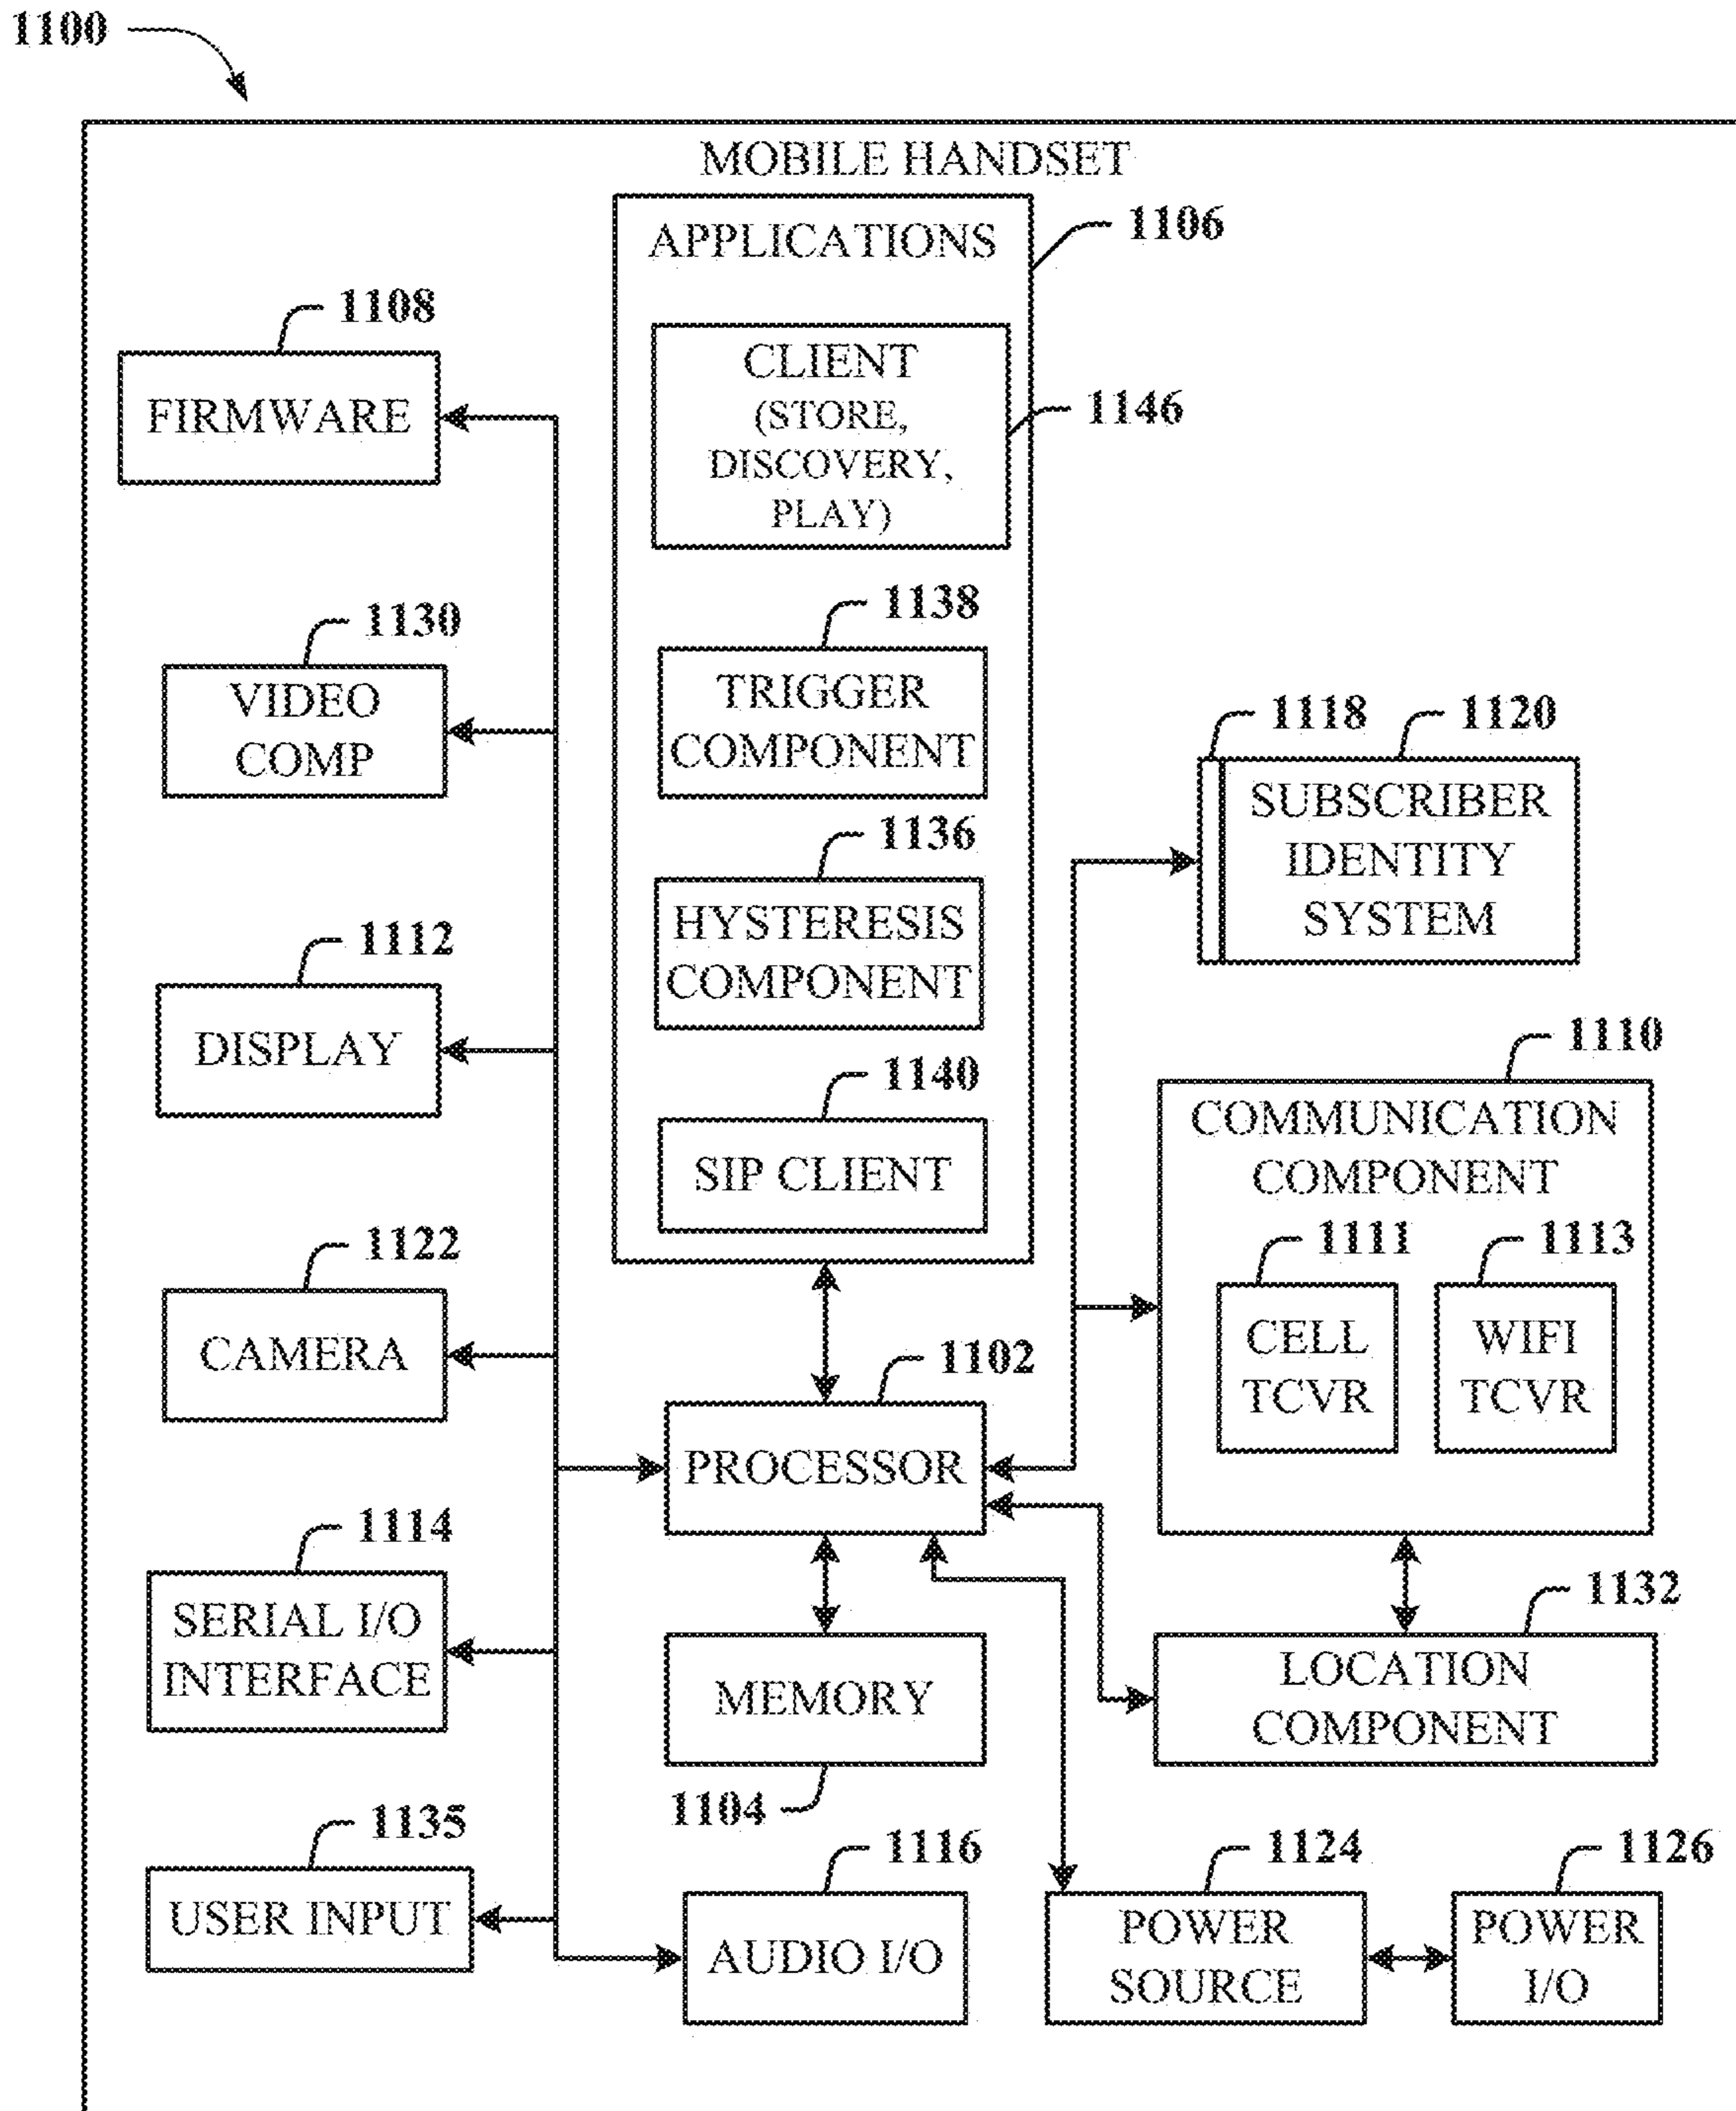 1100
MOBILE HANDSET
APPLICATIONS
1106
CLIENT
(STORE,
DISCOVERY,
PLAY)
1146
1108
FIRMWARE
1138
TRIGGER
COMPONENT
1130
VIDEO
COMP
1118
1120
SUBSCRIBER
IDENTITY
SYSTEM
1136
HYSTERESIS
COMPONENT
1112
DISPLAY
1140
SIP CLIENT
1110
COMMUNICATION
COMPONENT
1111
CELL
TCVR
1113
WIFI
TCVR
1122
CAMERA
1102
PROCESSOR
1114
SERIAL I/O
INTERFACE
MEMORY
1104
1132
LOCATION
COMPONENT
1135
USER INPUT
1116
AUDIO I/O
1124
POWER
SOURCE
1126
POWER
I/O